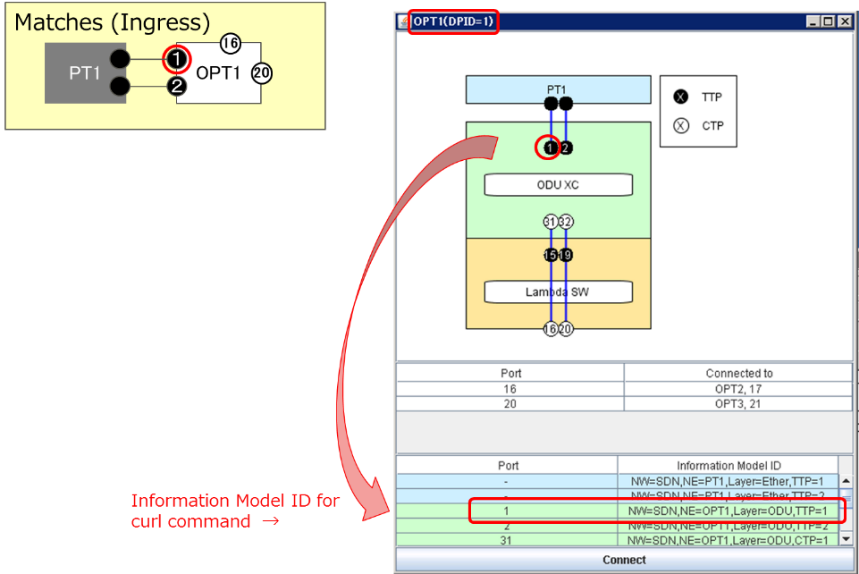 Matches (Ingress)
PT1
1
2
OPT1
16
20
OPT1(DPID=1)
PT1
X TTP
X CTP
1 2
ODU XC
31 32
15 19
Lambda SW
16 20
Port Connected to
16 OPT2, 17
20 OPT3, 21
Port Information Model ID
- NW=SDN,NE=PT1,Layer=Ether,TTP=1
- NW=SDN,NE=PT1,Layer=Ether,TTP=2
1 NW=SDN,NE=OPT1,Layer=ODU,TTP=1
2 NW=SDN,NE=OPT1,Layer=ODU,TTP=2
31 NW=SDN,NE=OPT1,Layer=ODU,CTP=1
Connect
Information Model ID for
curl command →